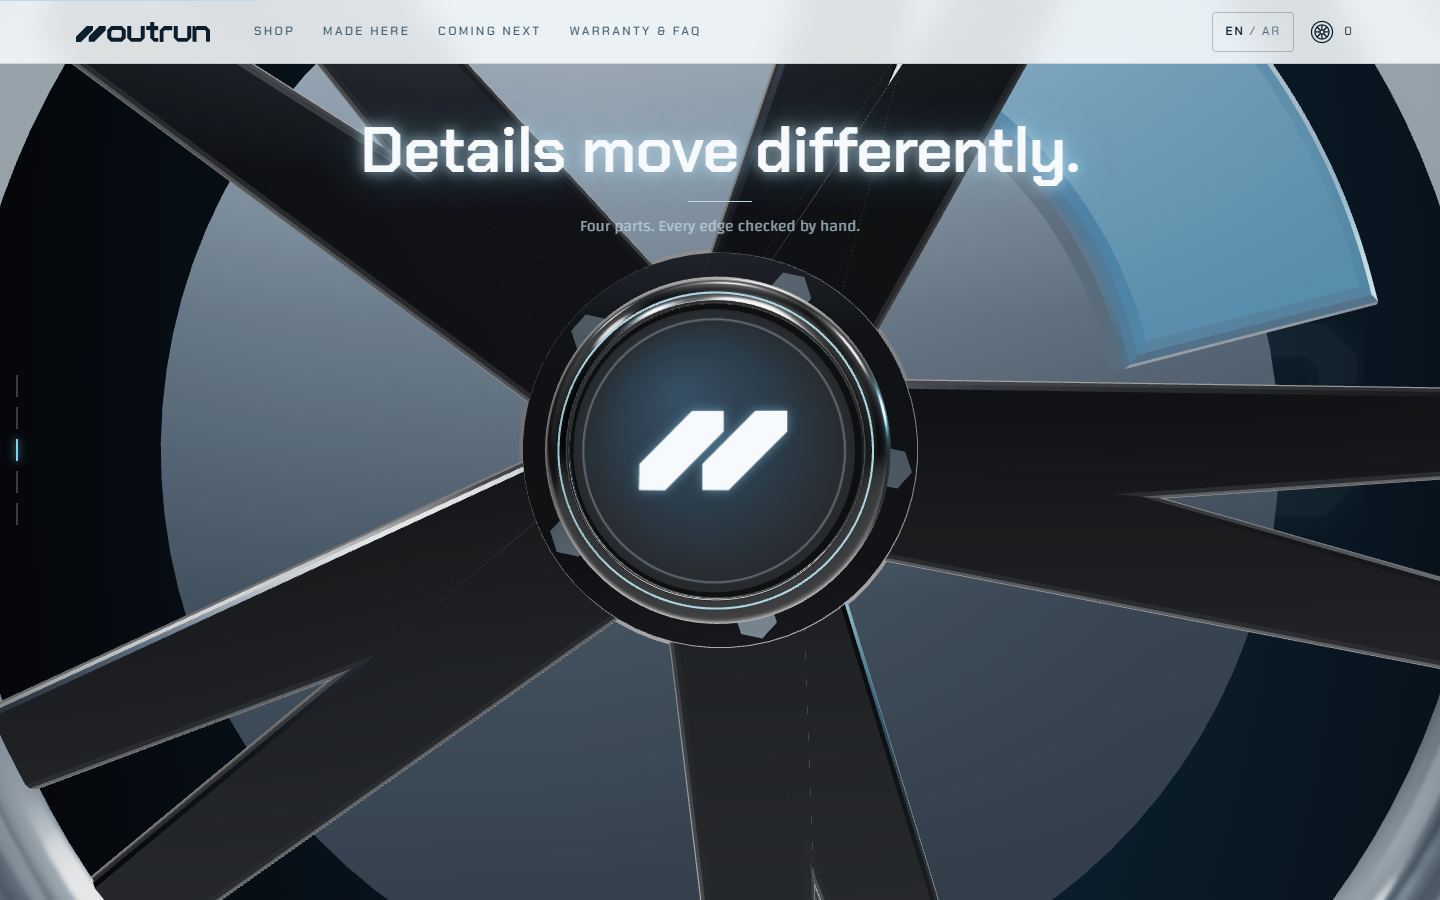 outrun
SHOP
MADE HERE
COMING NEXT
WARRANTY & FAQ
EN / AR
0
Details move differently.
Four parts. Every edge checked by hand.